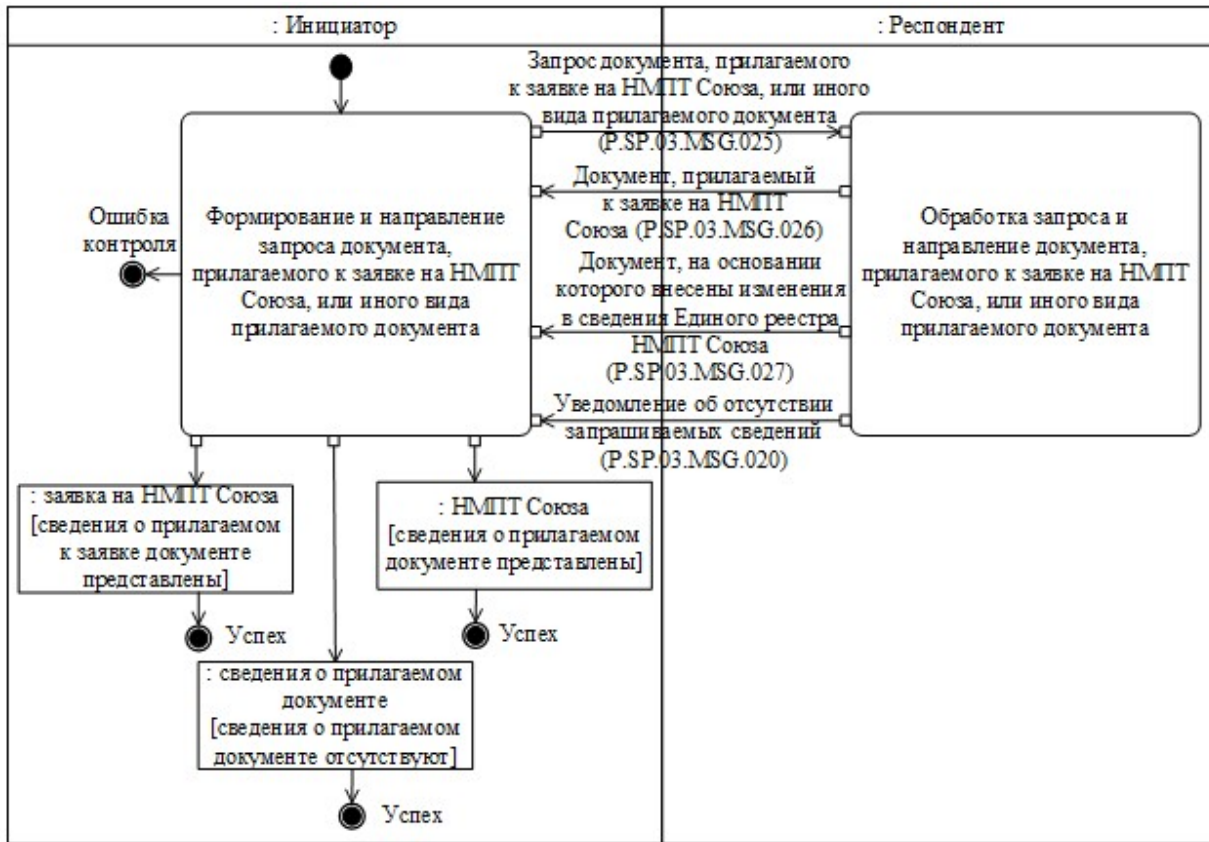 : Инициатор
: Респондент
Запрос документа, прилагаемого
к заявке на НМПТ Союза, или иного
вида прилагаемого документа
(P.SP.03.MSG.025)
Документ, прилагаемый
к заявке на НМПТ
Союза (P.SP.03.MSG.026)
Документ, на основании
которого внесены изменения
в сведения Единого реестра
НМПТ Союза
(P.SP.03.MSG.027)
Уведомление об отсутствии
запрашиваемых сведений
(P.SP.03.MSG.020)
Ошибка
контроля
Формирование и направление
запроса документа,
прилагаемого к заявке на НМПТ
Союза, или иного вида
прилагаемого документа
Обработка запроса и
направление документа,
прилагаемого к заявке на НМПТ
Союза, или иного вида
прилагаемого документа
: заявка на НМПТ Союза
[сведения о прилагаемом
к заявке документе
представлены]
Успех
: НМПТ Союза
[сведения о прилагаемом
документе представлены]
Успех
: сведения о прилагаемом
документе
[сведения о прилагаемом
документе отсутствуют]
Успех